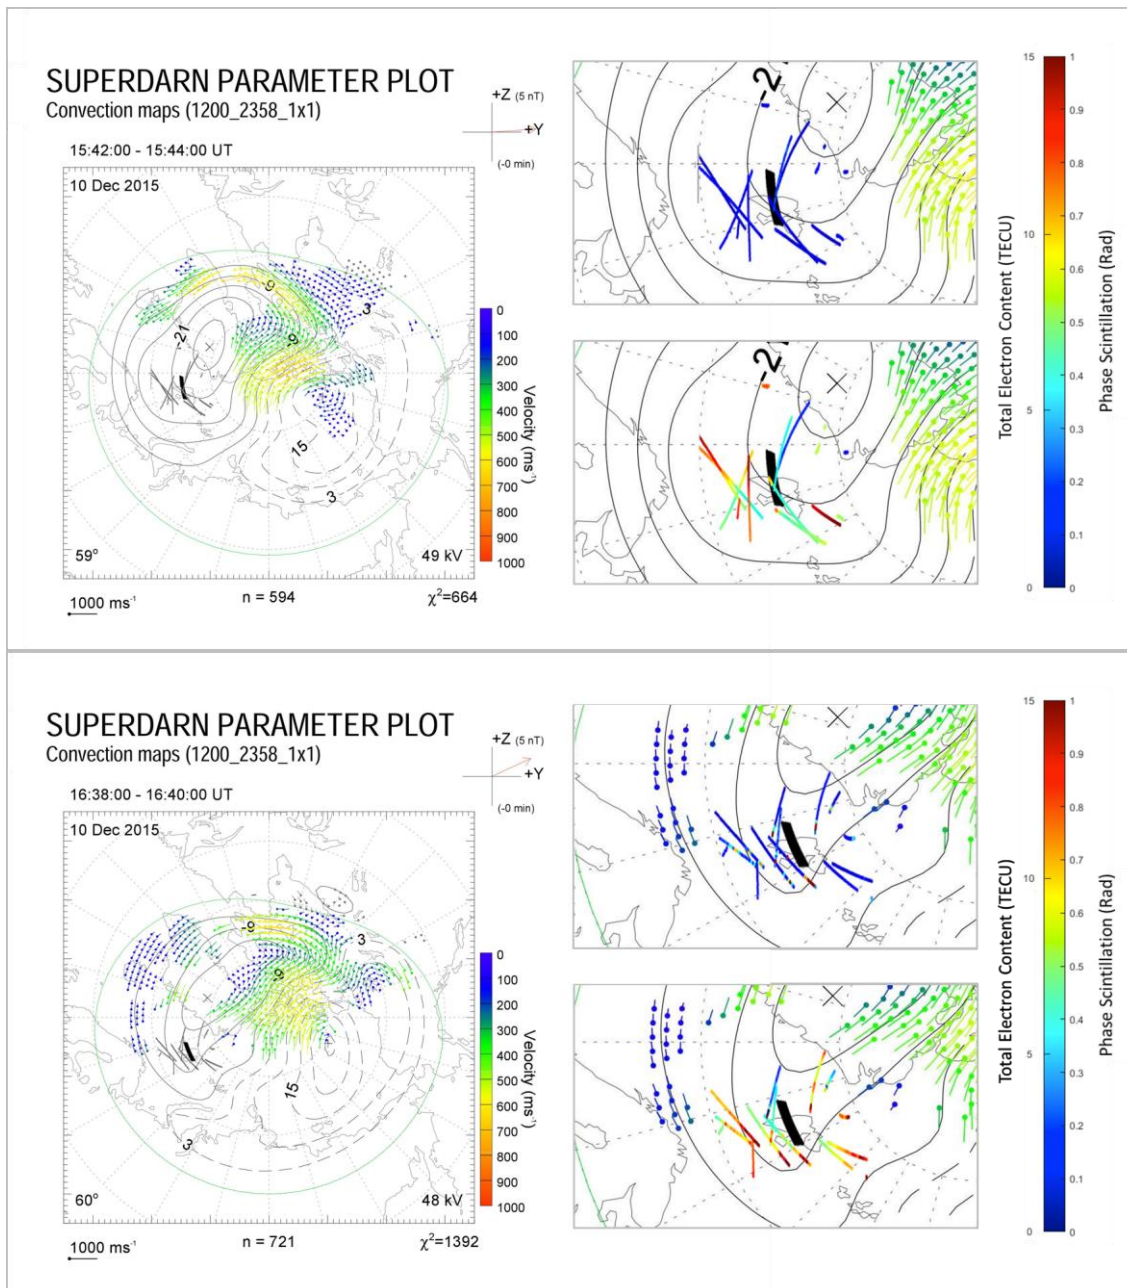 SUPERDARN PARAMETER PLOT
Convection maps (1200_2358_1x1)
+Z (5 nT)
+Y
(-0 min)
15:42:00 - 15:44:00 UT
10 Dec 2015
-9
3
-21
-9
15
3
59°
49 kV
1000 ms⁻¹
n = 594
χ²=664
0
100
200
300
400
500
600
700
800
900
1000
Velocity (ms⁻¹)
-2
-2
15
10
5
0
Total Electron Content (TECU)
1
0.9
0.8
0.7
0.6
0.5
0.4
0.3
0.2
0.1
0
Phase Scintillation (Rad)
SUPERDARN PARAMETER PLOT
Convection maps (1200_2358_1x1)
+Z (5 nT)
+Y
(-0 min)
16:38:00 - 16:40:00 UT
10 Dec 2015
-9
3
-9
15
3
60°
48 kV
1000 ms⁻¹
n = 721
χ²=1392
0
100
200
300
400
500
600
700
800
900
1000
Velocity (ms⁻¹)
15
10
5
0
Total Electron Content (TECU)
1
0.9
0.8
0.7
0.6
0.5
0.4
0.3
0.2
0.1
0
Phase Scintillation (Rad)